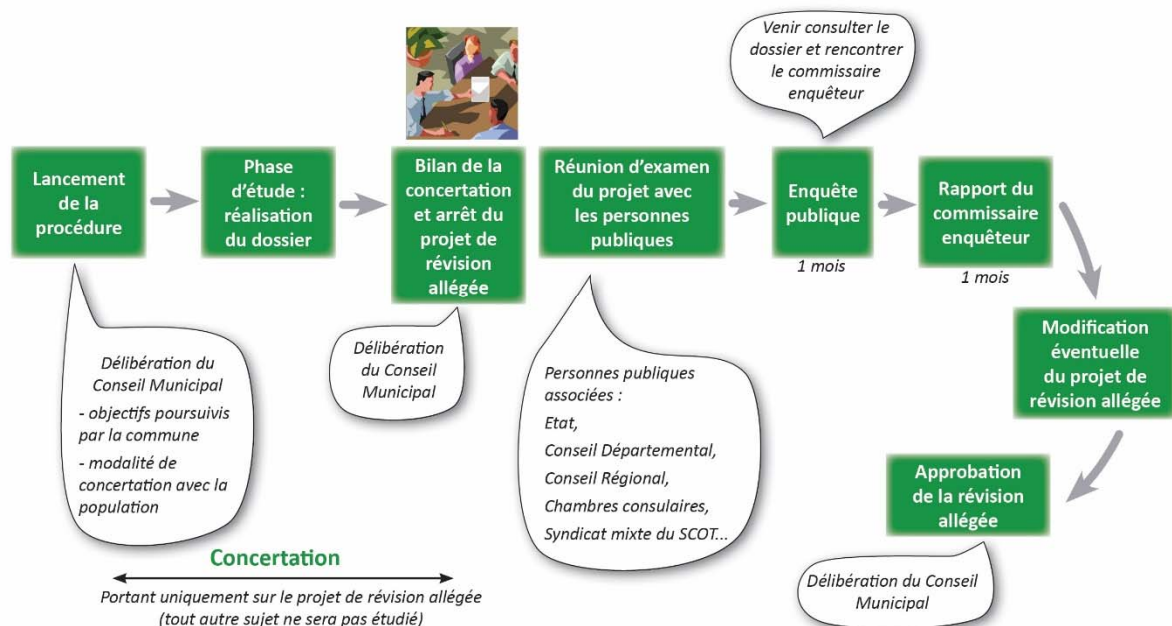 Venir consulter le
dossier et rencontrer
le commissaire
enquêteur
Lancement
de la
procédure
Phase
d'étude :
réalisation
du dossier
Bilan de la
concertation
et arrêt du
projet de
révision
allégée
Réunion d'examen
du projet avec
les personnes
publiques
Enquête
publique
1 mois
Rapport du
commissaire
enquêteur
1 mois
Délibération du
Conseil Municipal
- objectifs poursuivis
par la commune
- modalité de
concertation avec la
population
Délibération
du Conseil
Municipal
Personnes publiques
associées :
Etat,
Conseil Départemental,
Conseil Régional,
Chambres consulaires,
Syndicat mixte du SCOT...
Modification
éventuelle
du projet de
révision allégée
Approbation
de la révision
allégée
Délibération du Conseil
Municipal
Concertation
Portant uniquement sur le projet de révision allégée
(tout autre sujet ne sera pas étudié)